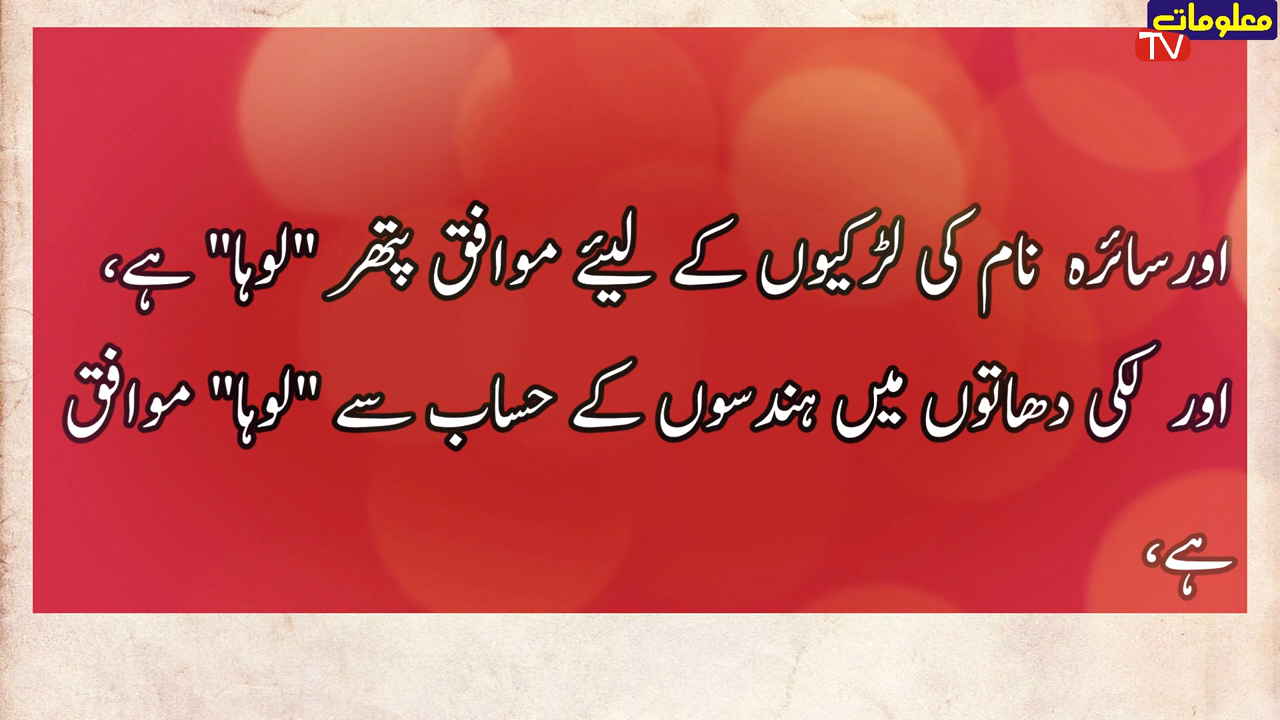 معلوماتے
TV
اور سائرہ نام کی لڑکیوں کے لیئے موافق پتھر "لوہا" ہے،
اور لکی دھاتوں میں ہندسوں کے حساب سے "لوہا" موافق
ہے،